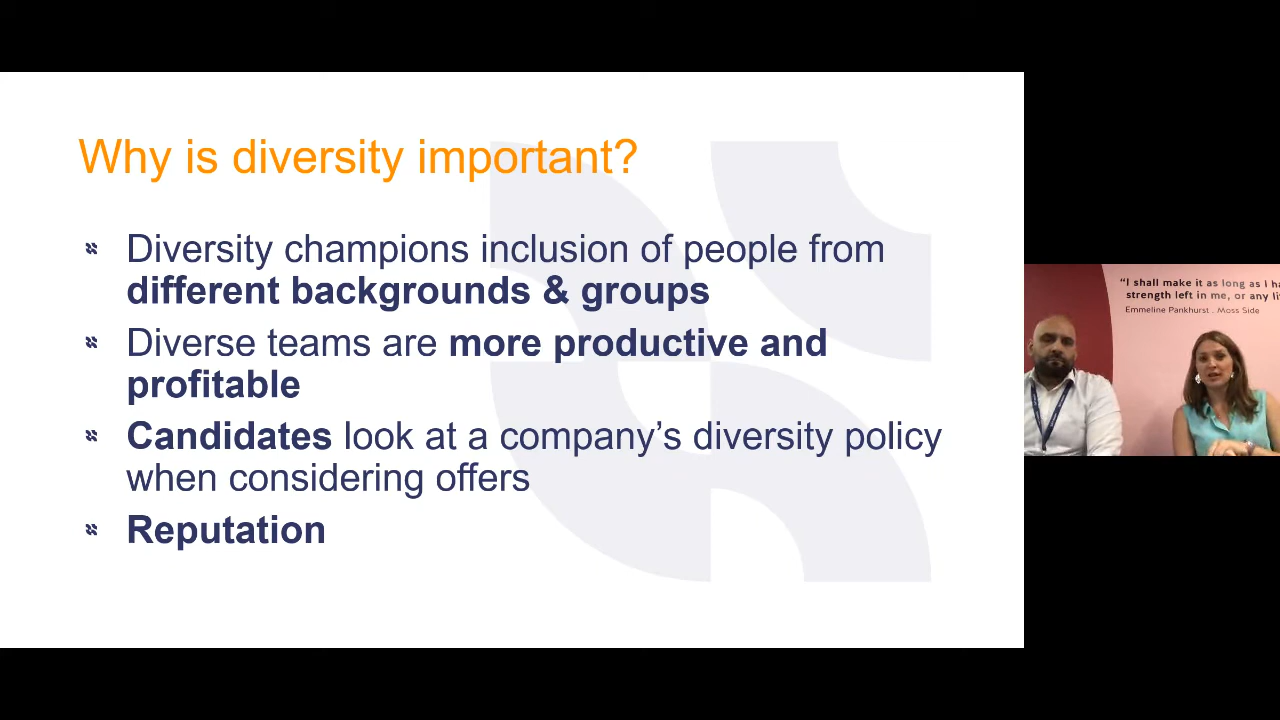 Why is diversity important?
Diversity champions inclusion of people from
different backgrounds & groups
Diverse teams are more productive and
profitable
Candidates look at a company’s diversity policy
when considering offers
Reputation
“I shall make it as long as I ha
strength left in me, or any li
Emmeline Pankhurst . Moss Side